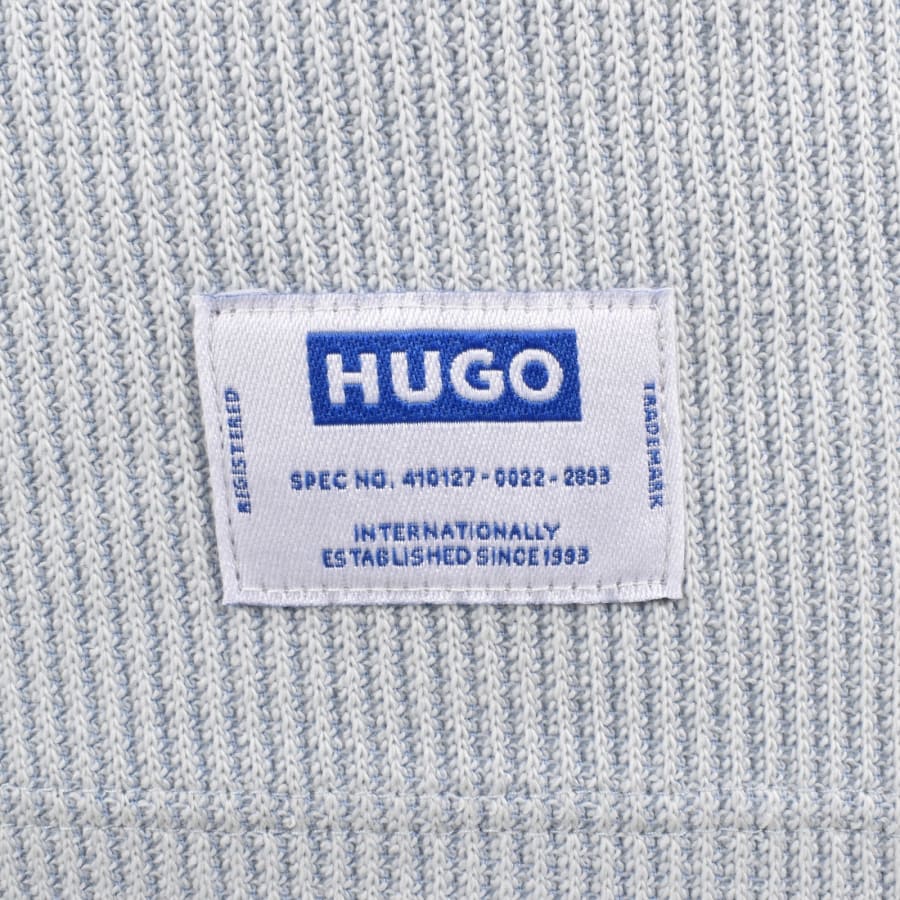 HUGO
REGISTERED
TRADEMARK
SPEC NO. 410127-0022-2893
INTERNATIONALLY
ESTABLISHED SINCE 1993